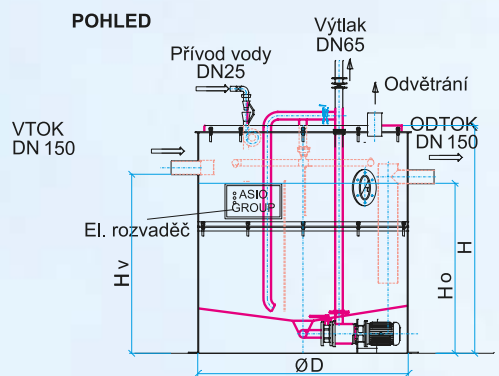 POHLED
Výtlak
DN65
Přívod vody
DN25
Odvětrání
VTOK
DN 150
ODTOK
DN 150
ASIO
GROUP
El. rozvaděč
Hv
Ho
H
ØD